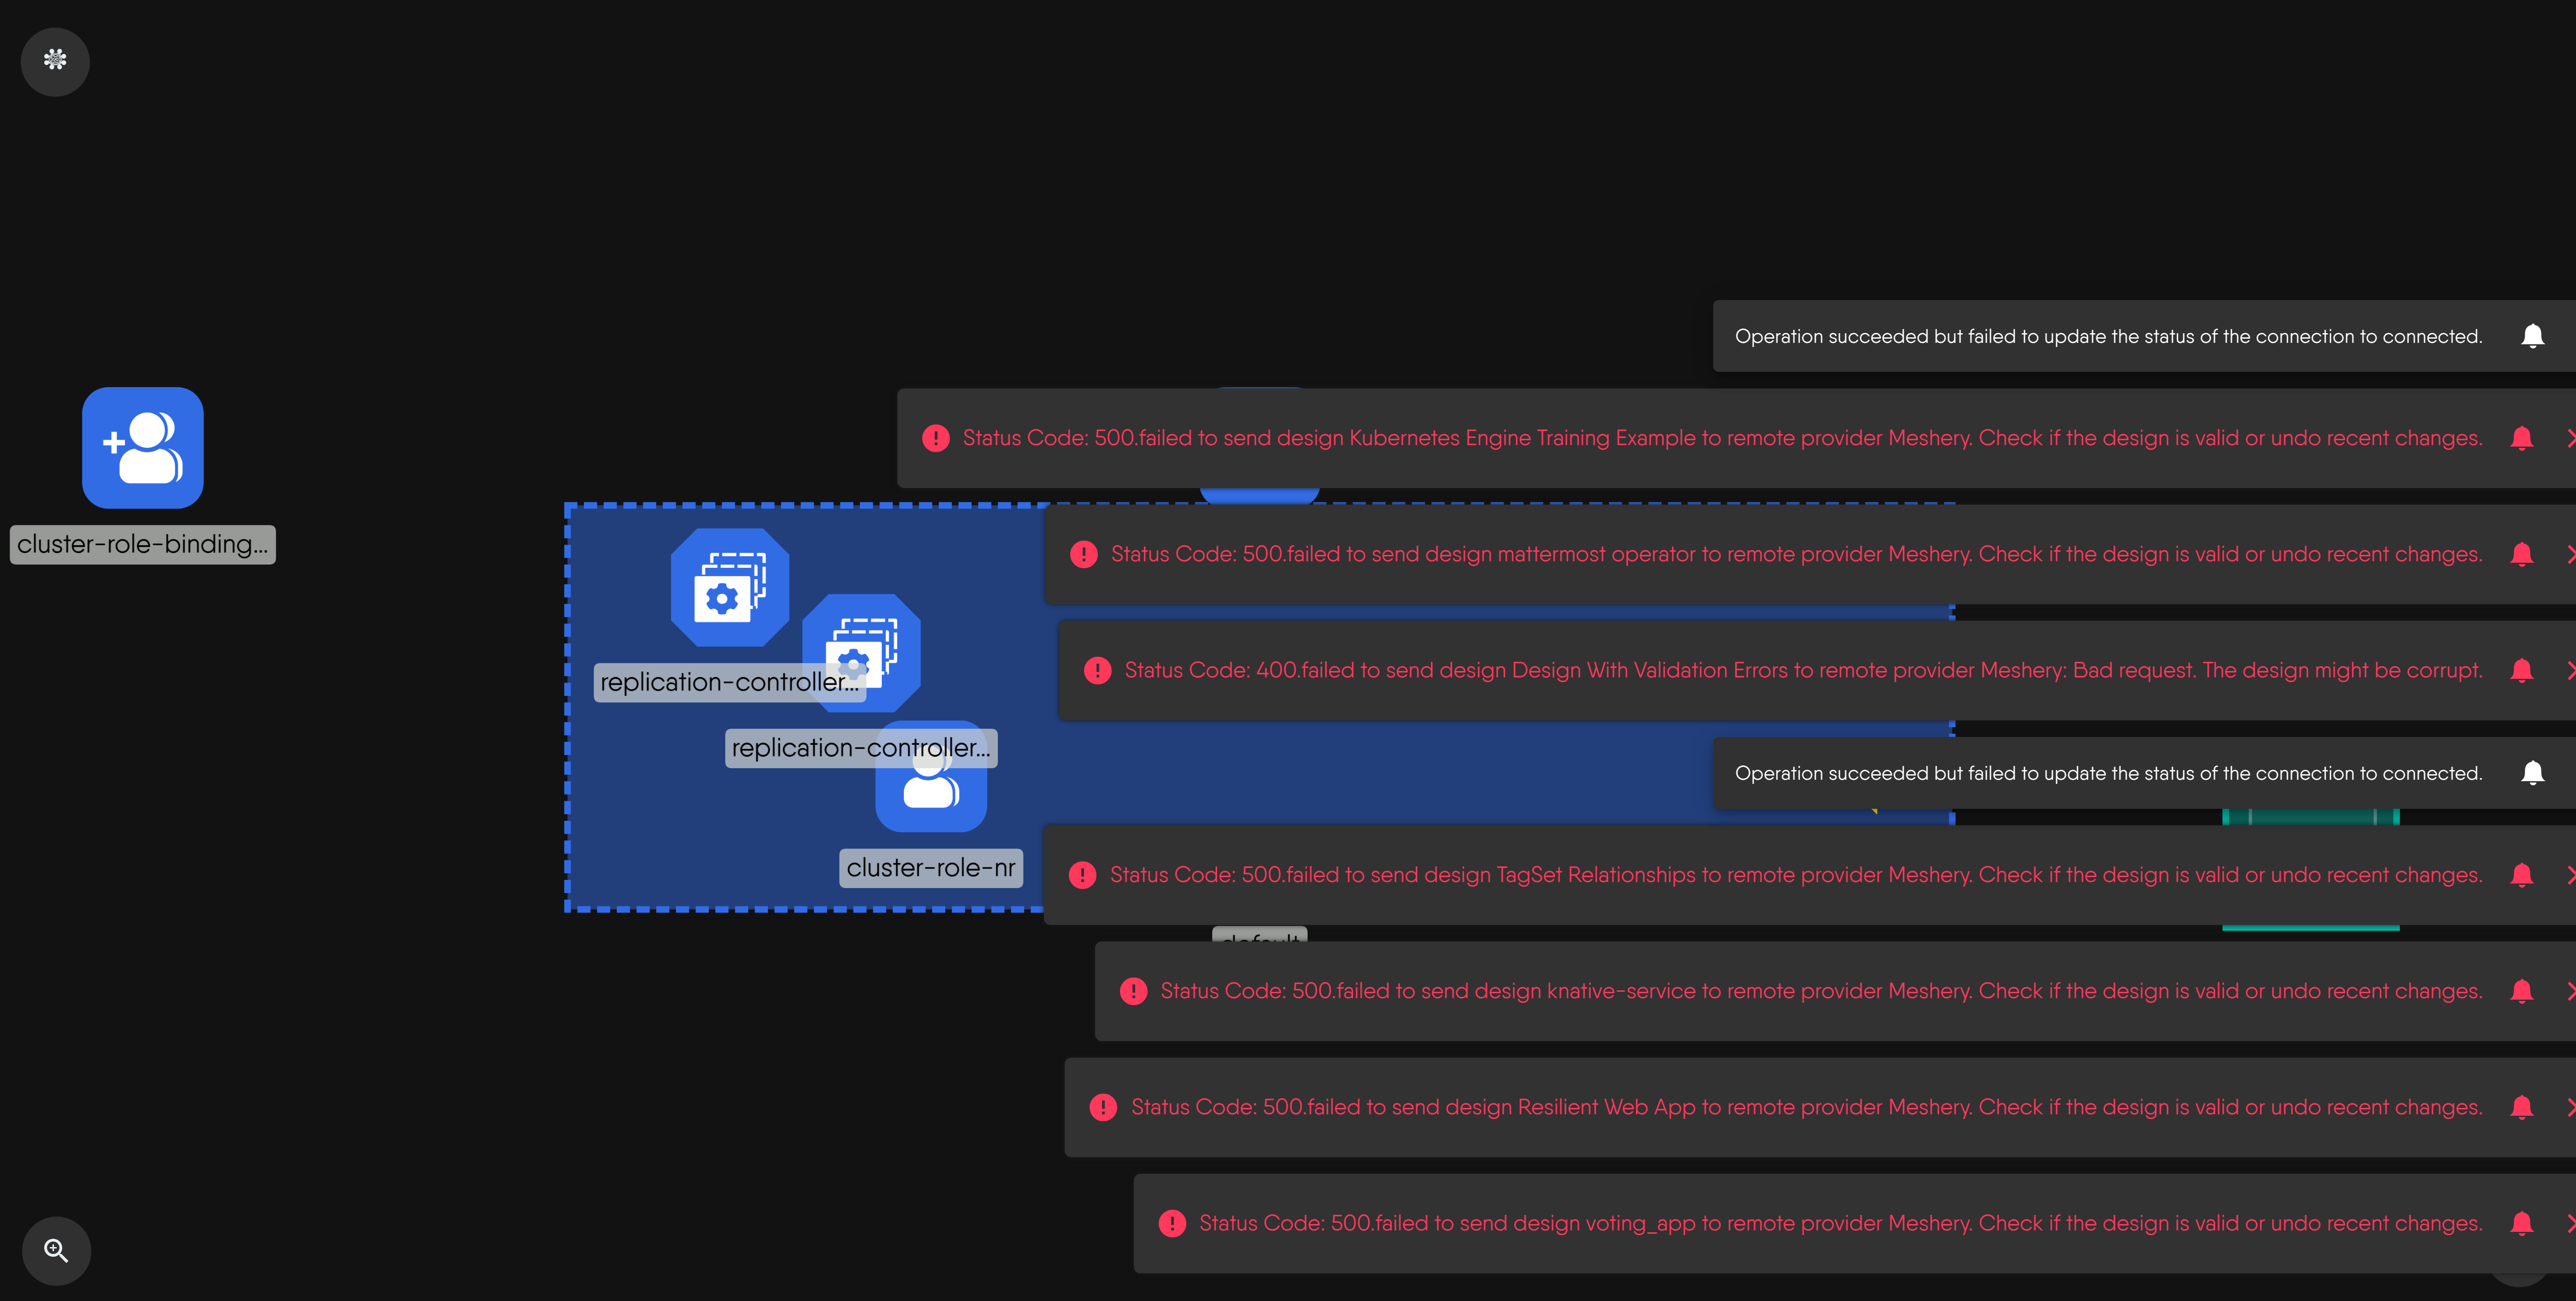 Operation succeeded but failed to update the status of the connection to connected.
Status Code: 500.failed to send design Kubernetes Engine Training Example to remote provider Meshery. Check if the design is valid or undo recent changes.
cluster-role-binding...
Status Code: 500.failed to send design mattermost operator to remote provider Meshery. Check if the design is valid or undo recent changes.
Status Code: 400.failed to send design Design With Validation Errors to remote provider Meshery: Bad request. The design might be corrupt.
replication-controller...
replication-controller...
Operation succeeded but failed to update the status of the connection to connected.
cluster-role-nr
Status Code: 500.failed to send design TagSet Relationships to remote provider Meshery. Check if the design is valid or undo recent changes.
default
Status Code: 500.failed to send design knative-service to remote provider Meshery. Check if the design is valid or undo recent changes.
Status Code: 500.failed to send design Resilient Web App to remote provider Meshery. Check if the design is valid or undo recent changes.
Status Code: 500.failed to send design voting_app to remote provider Meshery. Check if the design is valid or undo recent changes.